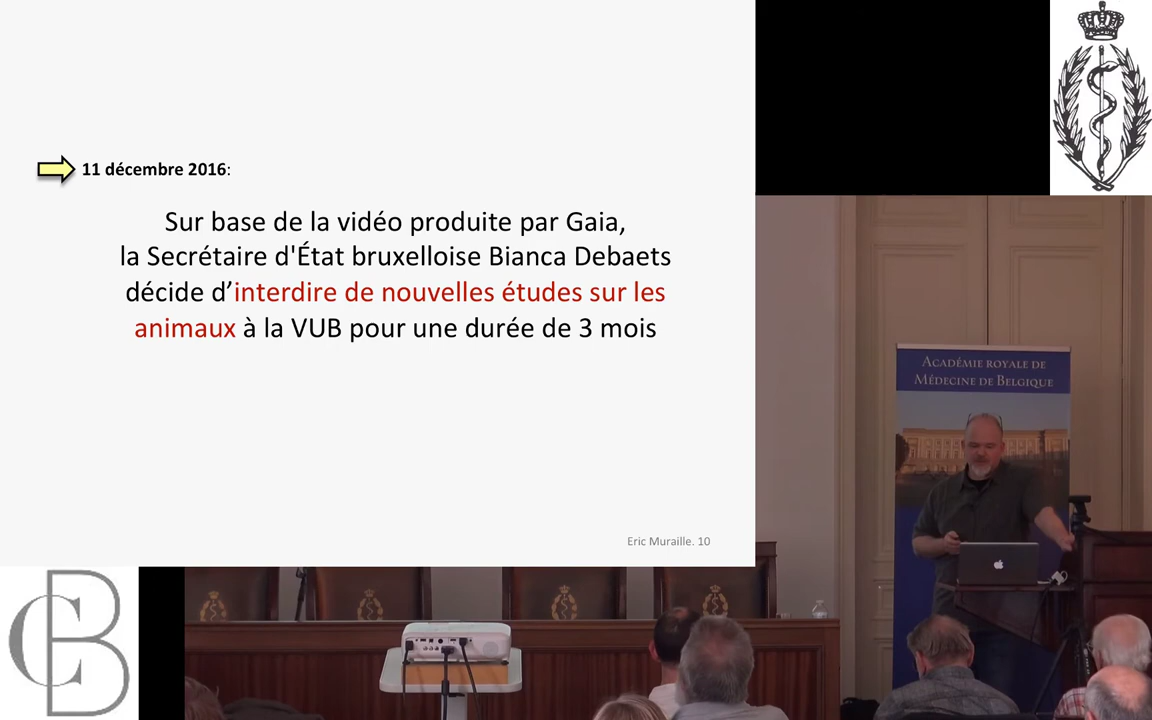 11 décembre 2016:
Sur base de la vidéo produite par Gaia,
la Secrétaire d'État bruxelloise Bianca Debaets
décide d’interdire de nouvelles études sur les
animaux à la VUB pour une durée de 3 mois
Eric Muraille. 10
ACADÉMIE ROYALE DE
MÉDECINE DE BELGIQUE
CB